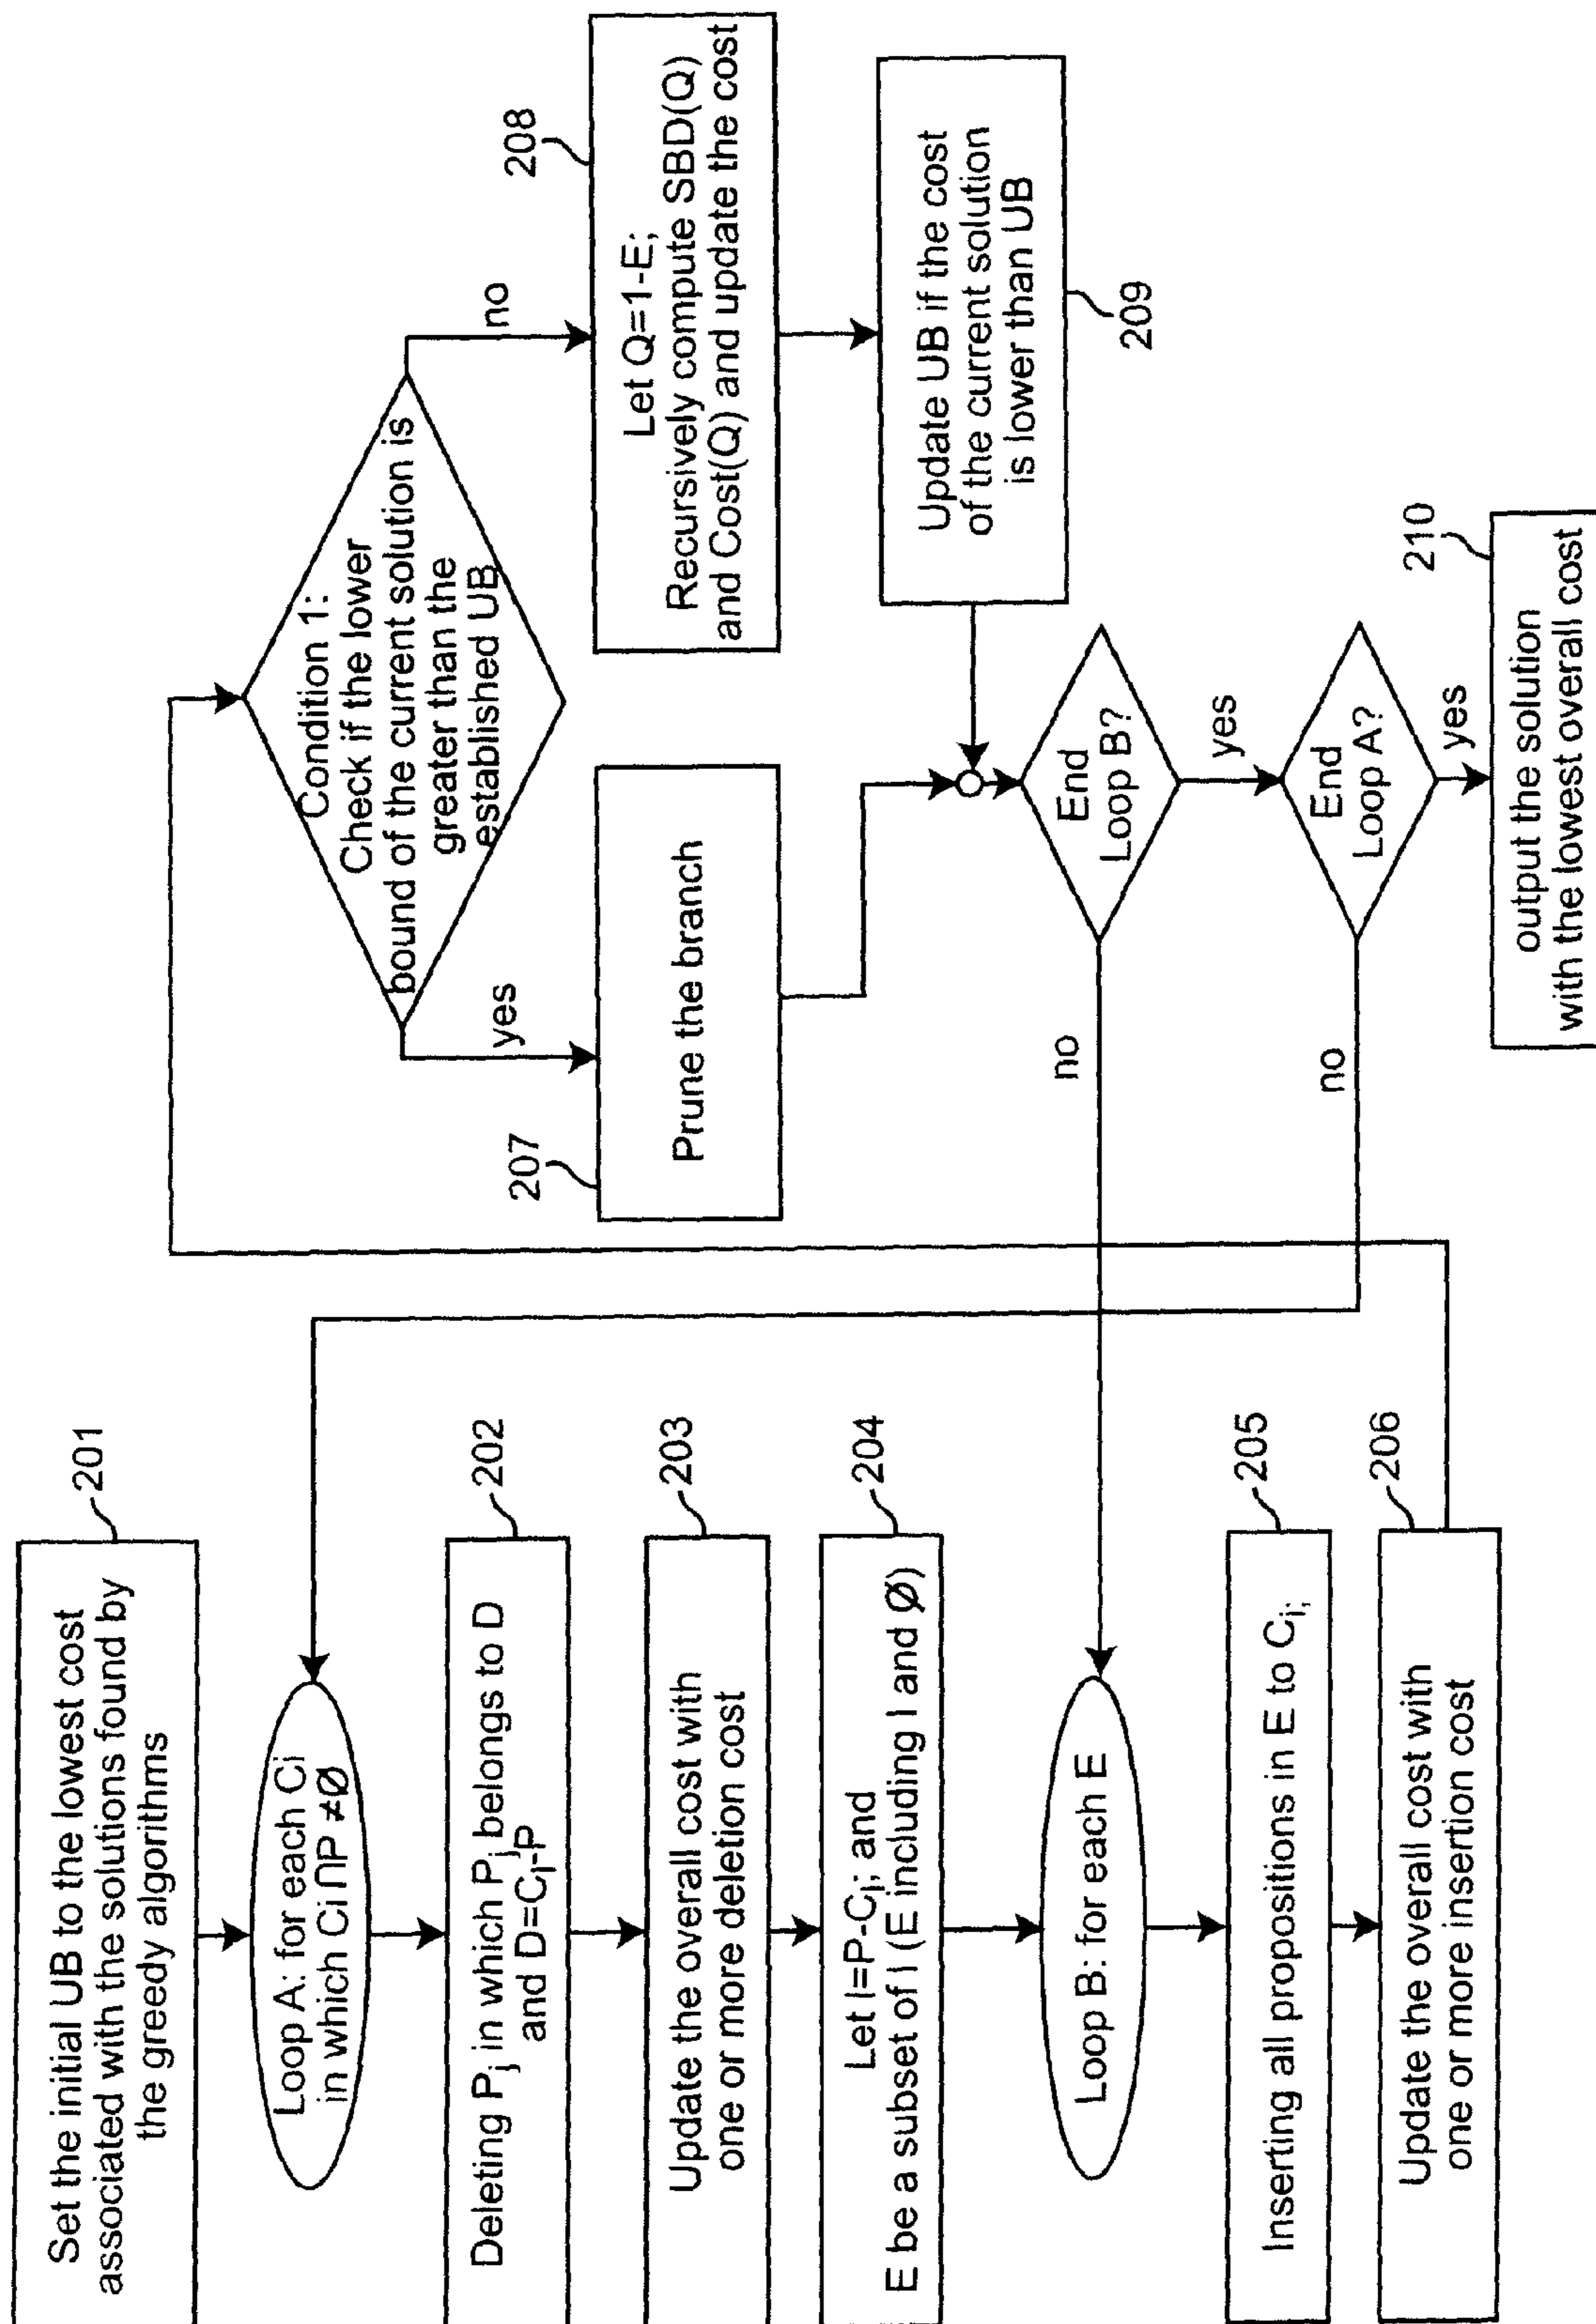 Set the initial UB to the lowest cost
associated with the solutions found by
the greedy algorithms
201
Loop A: for each Ci
in which Ci∩P ≠Ø
Deleting Pj in which Pj belongs to D
and D=Ci-P
202
Update the overall cost with
one or more deletion cost
203
Let I=P-Ci; and
E be a subset of I (E including I and Ø)
204
Loop B: for each E
Inserting all propositions in E to Ci;
205
Update the overall cost with
one or more insertion cost
206
Condition 1:
Check if the lower
bound of the current solution is
greater than the
established UB
yes
no
207
Prune the branch
208
Let Q=1-E;
Recursively compute SBD(Q)
and Cost(Q) and update the cost
Update UB if the cost
of the current solution
is lower than UB
209
End
Loop B?
no
yes
End
Loop A?
no
yes
210
output the solution
with the lowest overall cost